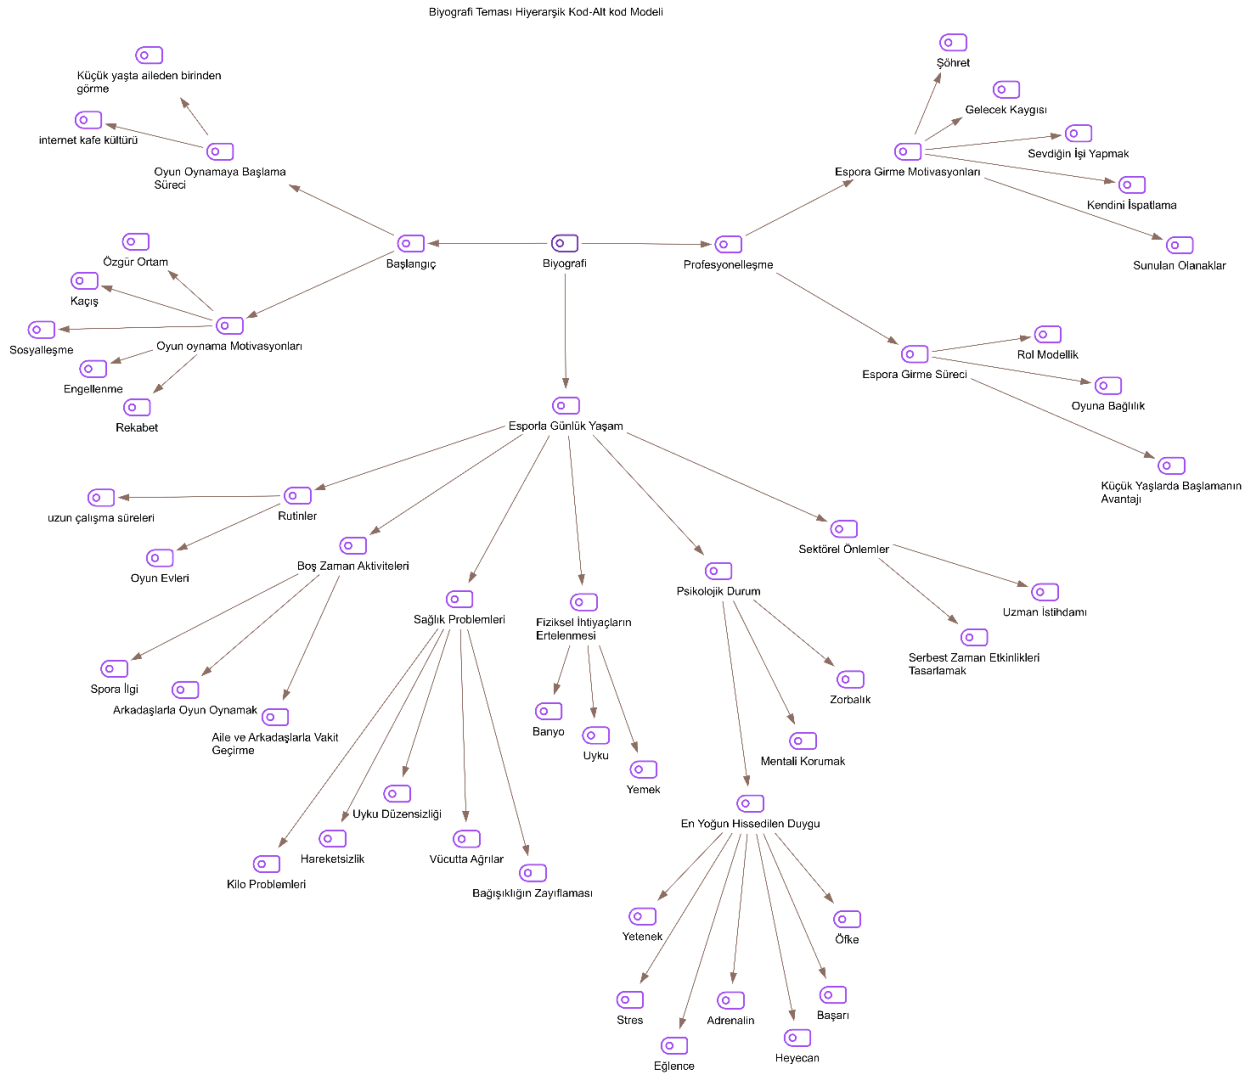 Biyografi Teması Hiyerarşik Kod-Alt kod Modeli
Küçük yaşta aileden birinden
görme
internet kafe kültürü
Oyun Oynamaya Başlama
Süreci
Şöhret
Gelecek Kaygısı
Sevdiğin İşi Yapmak
Espora Girme Motivasyonları
Kendini İspatlama
Sunulan Olanaklar
Özgür Ortam
Başlangıç
Biyografi
Profesyonelleşme
Kaçış
Sosyalleşme
Oyun oynama Motivasyonları
Engellenme
Rekabet
Rol Modellik
Espora Girme Süreci
Oyuna Bağlılık
Küçük Yaşlarda Başlamanın
Avantajı
Esporla Günlük Yaşam
uzun çalışma süreleri
Rutinler
Oyun Evleri
Boş Zaman Aktiviteleri
Sağlık Problemleri
Fiziksel İhtiyaçların
Ertelenmesi
Psikolojik Durum
Sektörel Önlemler
Uzman İstihdamı
Serbest Zaman Etkinlikleri
Tasarlamak
Spora İlgi
Arkadaşlarla Oyun Oynamak
Aile ve Arkadaşlarla Vakit
Geçirme
Banyo
Uyku
Yemek
Zorbalık
Mentali Korumak
Uyku Düzensizliği
Hareketsizlik
Vücutta Ağrılar
Kilo Problemleri
Bağışıklığın Zayıflaması
En Yoğun Hissedilen Duygu
Yetenek
Öfke
Stres
Adrenalin
Başarı
Eğlence
Heyecan